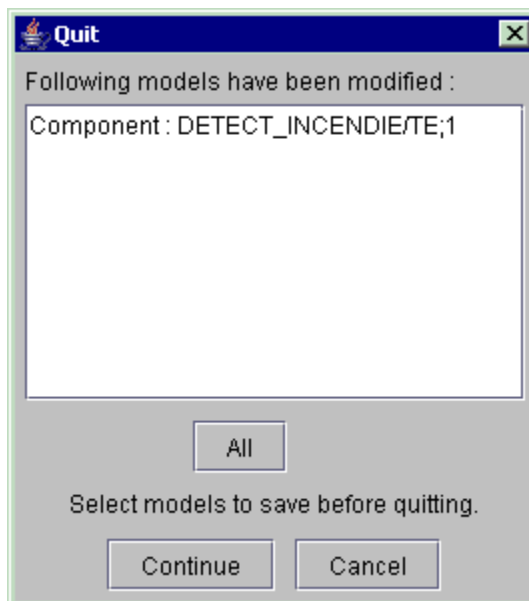 Quit
Following models have been modified :
Component : DETECT_INCENDIE/TE;1
All
Select models to save before quitting.
Continue Cancel